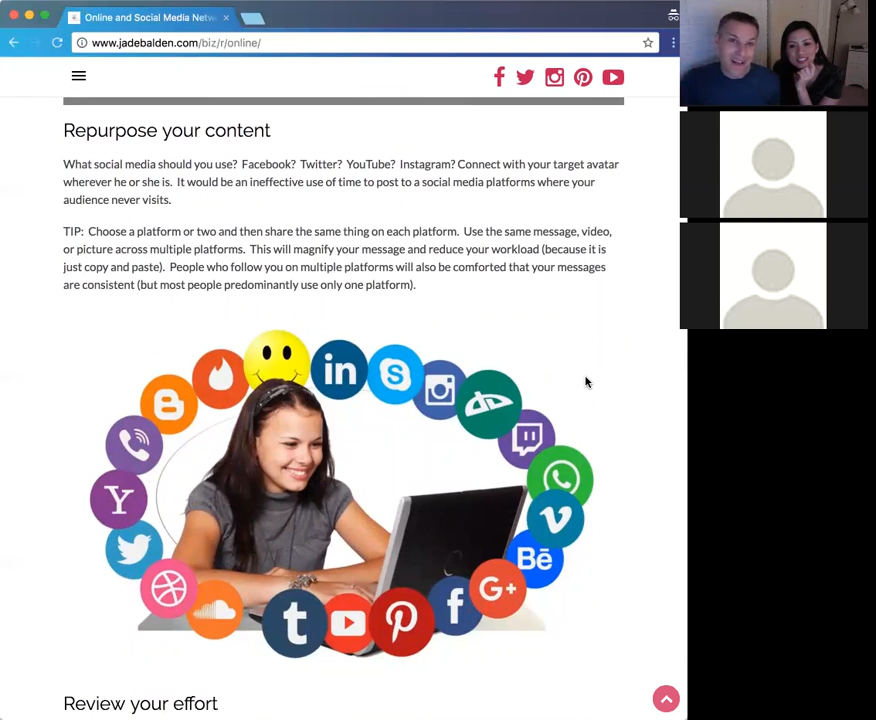 Online and Social Media Netw
www.jadebalden.com/biz/r/online/
Repurpose your content
What social media should you use? Facebook? Twitter? YouTube? Instagram? Connect with your target avatar
wherever he or she is. It would be an ineffective use of time to post to a social media platforms where your
audience never visits.
TIP: Choose a platform or two and then share the same thing on each platform. Use the same message, video,
or picture across multiple platforms. This will magnify your message and reduce your workload (because it is
just copy and paste). People who follow you on multiple platforms will also be comforted that your messages
are consistent (but most people predominantly use only one platform).
in
Y
Bē
G+
t
f
Review your effort